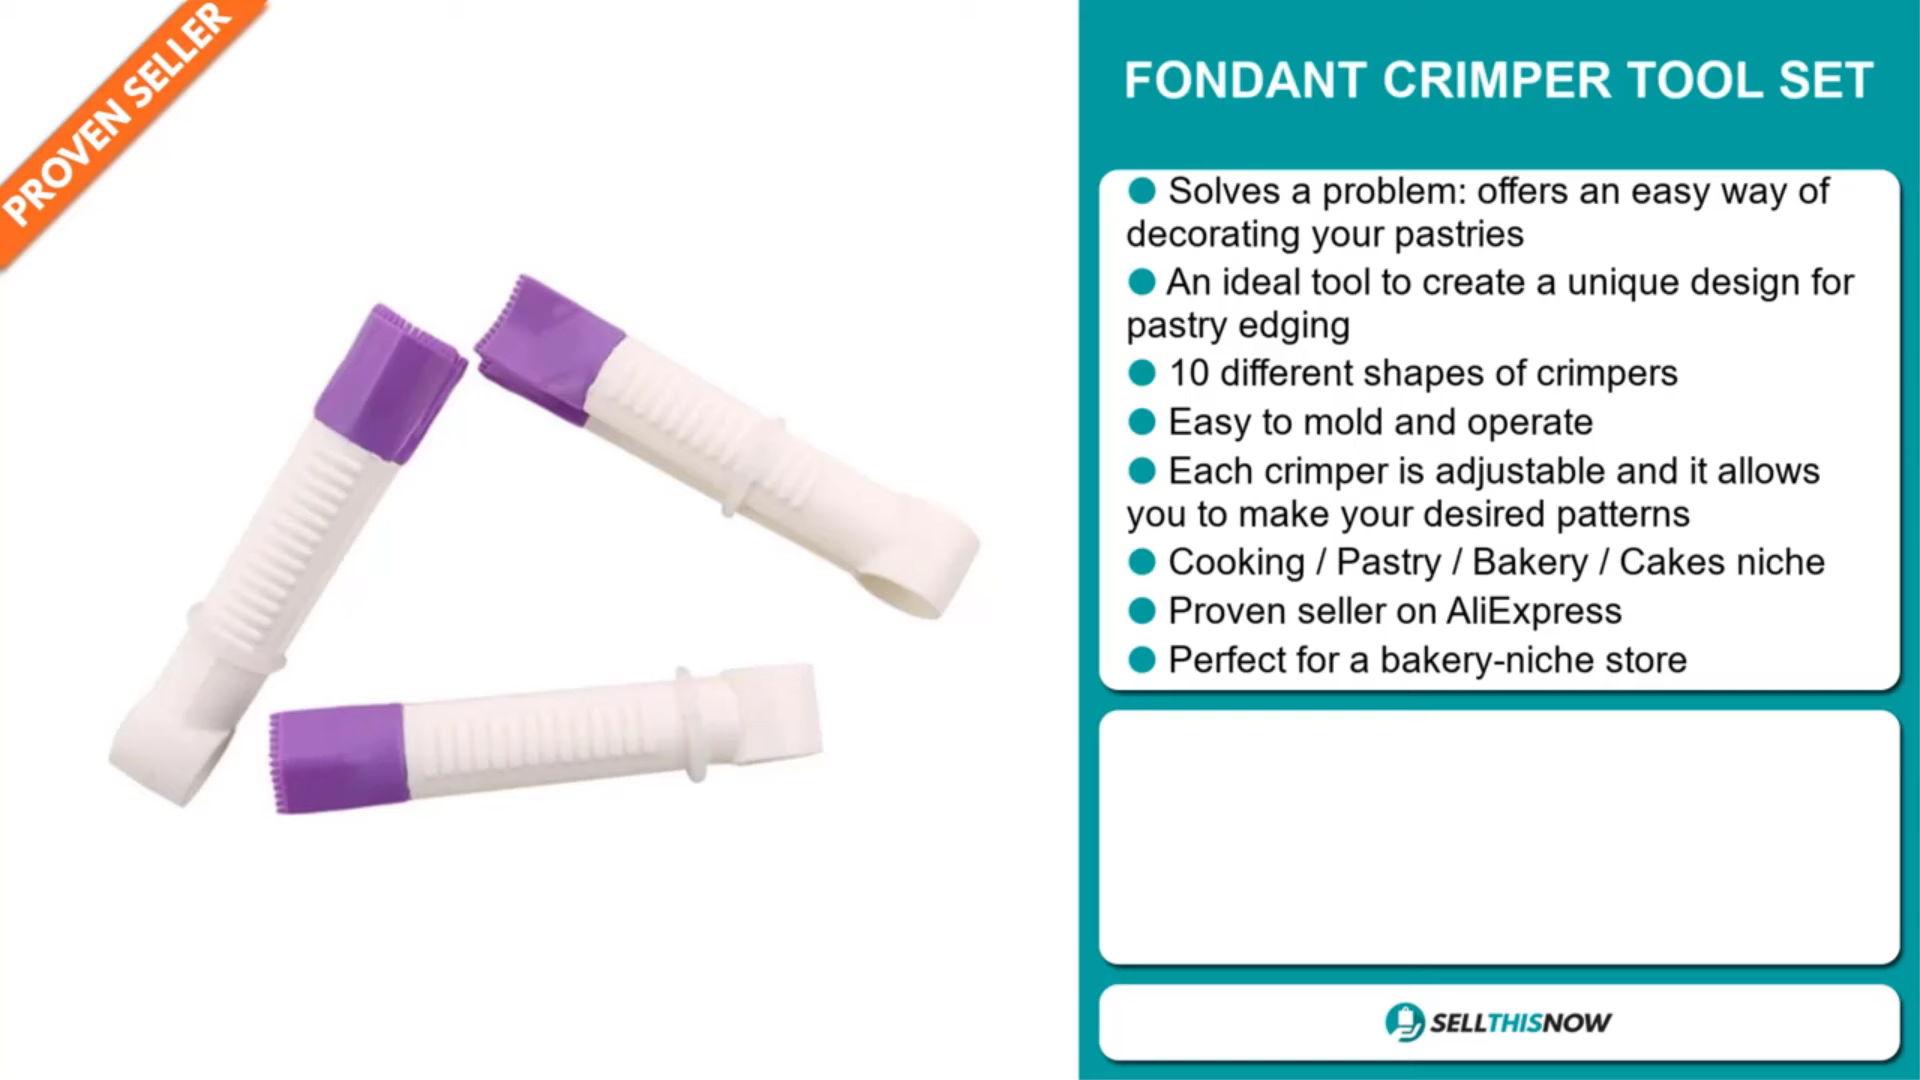 PROVEN SELLER
FONDANT CRIMPER TOOL SET
● Solves a problem: offers an easy way of
decorating your pastries
● An ideal tool to create a unique design for
pastry edging
● 10 different shapes of crimpers
● Easy to mold and operate
● Each crimper is adjustable and it allows
you to make your desired patterns
● Cooking / Pastry / Bakery / Cakes niche
● Proven seller on AliExpress
● Perfect for a bakery-niche store
SELLTHISNOW